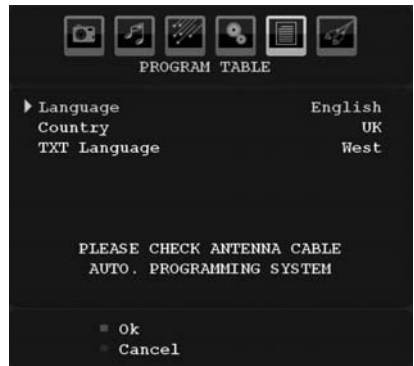 PROGRAM TABLE
Language English
Country UK
TXT Language West
PLEASE CHECK ANTENNA CABLE
AUTO. PROGRAMMING SYSTEM
Ok
Cancel